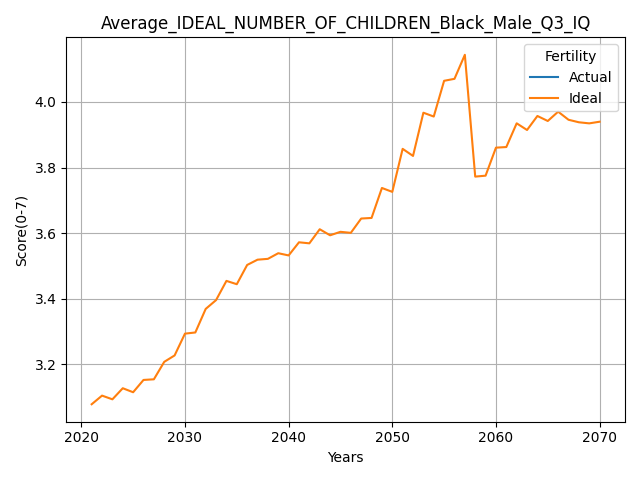 Average_IDEAL_NUMBER_OF_CHILDREN_Black_Male_Q3_IQ
Fertility
Actual
Ideal
4.0
3.8
3.6
3.4
3.2
Score(0-7)
2020 2030 2040 2050 2060 2070
Years